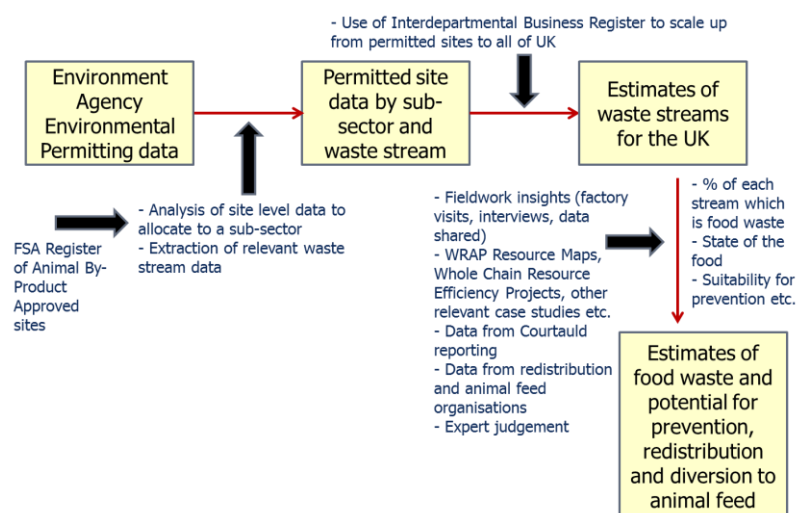 - Use of Interdepartmental Business Register to scale up
from permitted sites to all of UK
Environment
Agency
Environmental
Permitting data
Permitted site
data by sub-
sector and
waste stream
Estimates of
waste streams
for the UK
- Analysis of site level data to
allocate to a sub-sector
- Extraction of relevant waste
stream data
FSA Register
of Animal By-
Product
Approved
sites
- Fieldwork insights (factory
visits, interviews, data
shared)
- WRAP Resource Maps,
Whole Chain Resource
Efficiency Projects, other
relevant case studies etc.
- Data from Courtauld
reporting
- Data from redistribution
and animal feed
organisations
- Expert judgement
- % of each
stream which
is food waste
- State of the
food
- Suitability for
prevention etc.
Estimates of
food waste and
potential for
prevention,
redistribution
and diversion to
animal feed